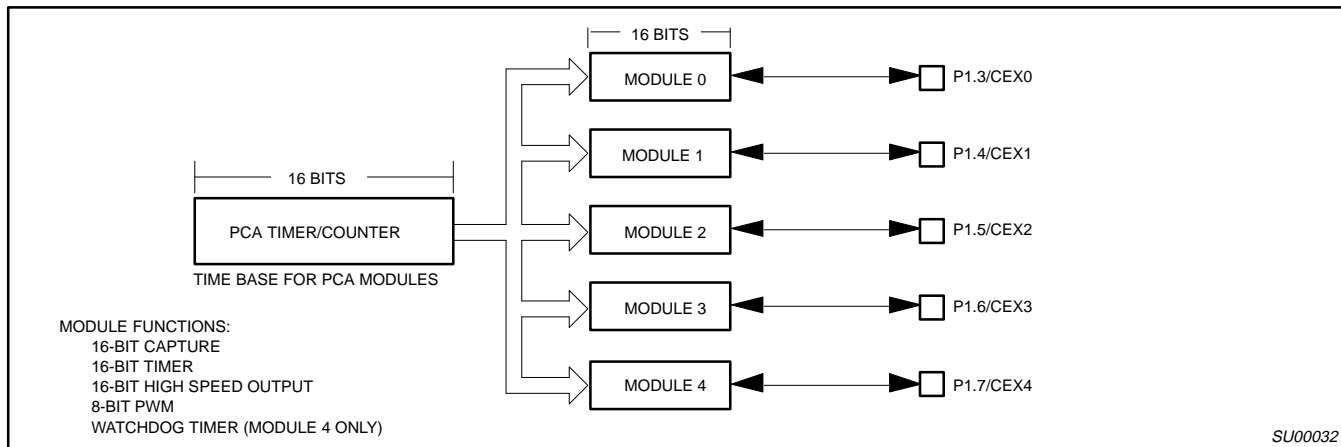 16 BITS
MODULE 0
P1.3/CEX0
MODULE 1
P1.4/CEX1
16 BITS
PCA TIMER/COUNTER
MODULE 2
P1.5/CEX2
TIME BASE FOR PCA MODULES
MODULE 3
P1.6/CEX3
MODULE FUNCTIONS:
16-BIT CAPTURE
16-BIT TIMER
16-BIT HIGH SPEED OUTPUT
8-BIT PWM
WATCHDOG TIMER (MODULE 4 ONLY)
MODULE 4
P1.7/CEX4
SU00032